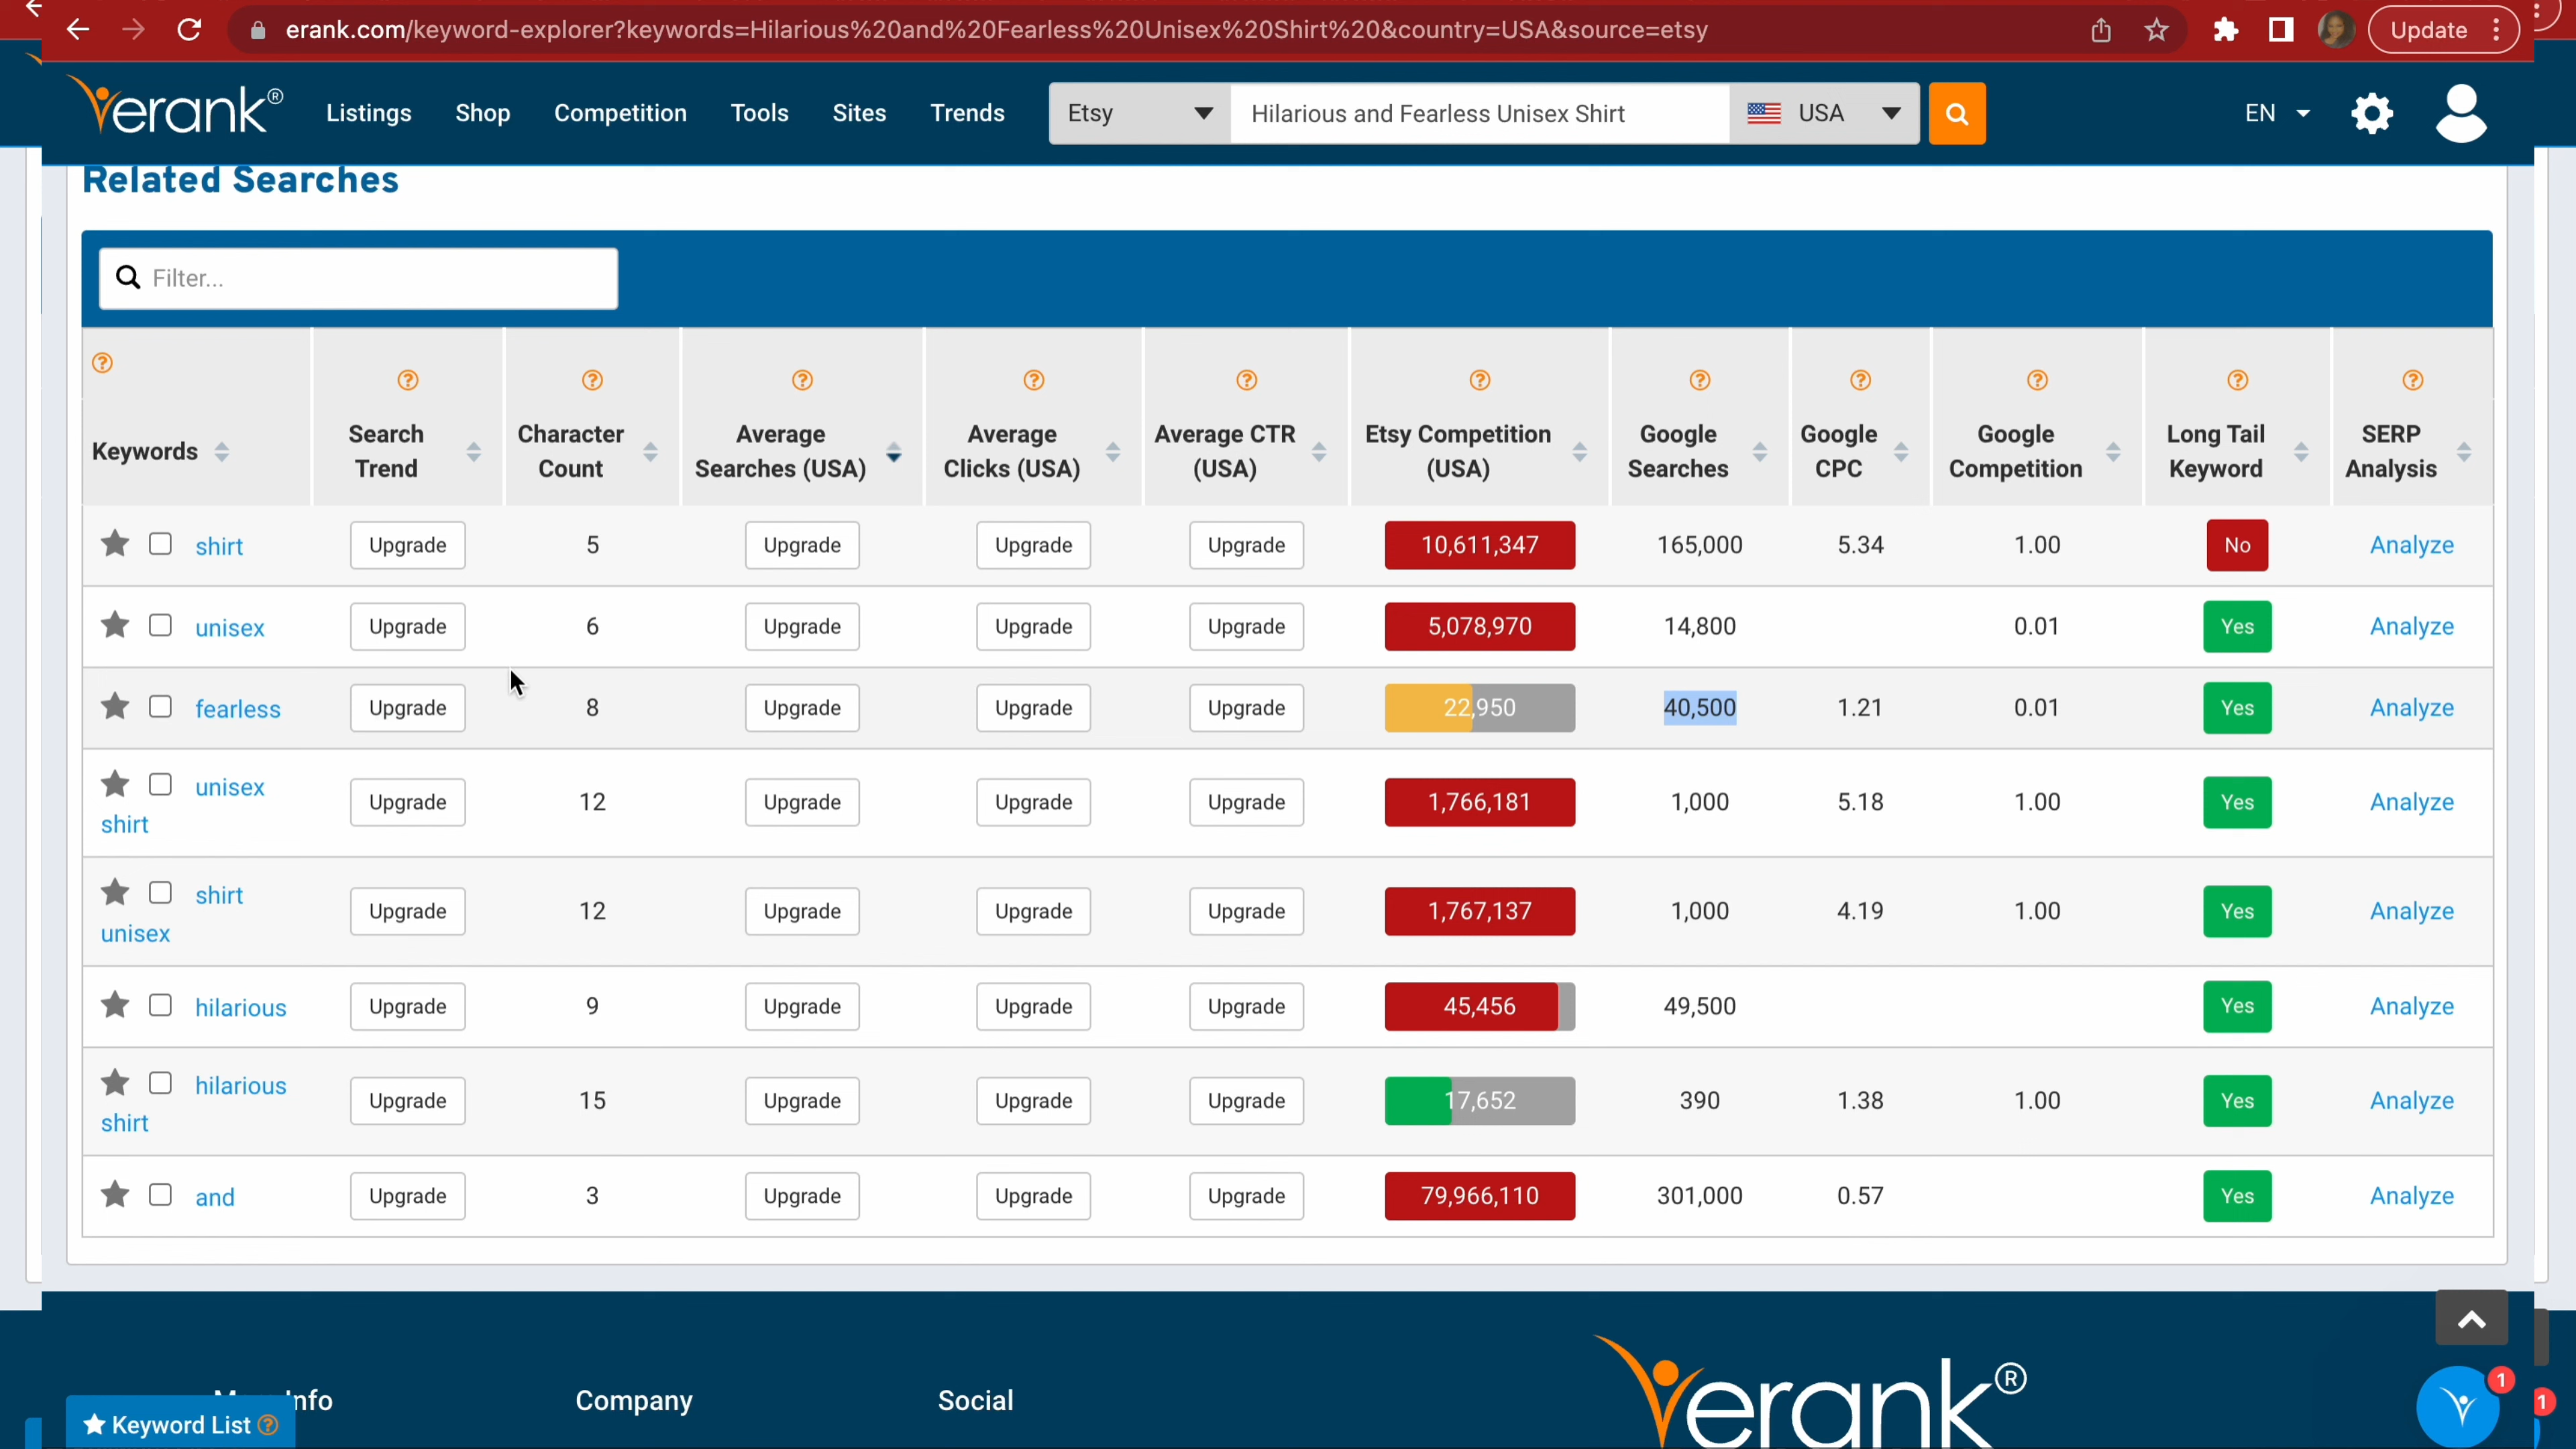 erank.com/keyword-explorer?keywords=Hilarious%20and%20Fearless%20Unisex%20Shirt%20&country=USA&source=etsy
Update
erank®
Listings
Shop
Competition
Tools
Sites
Trends
Etsy
Hilarious and Fearless Unisex Shirt
USA
EN
Related Searches
Filter...
Keywords
Search Trend
Character Count
Average Searches (USA)
Average Clicks (USA)
Average CTR (USA)
Etsy Competition (USA)
Google Searches
Google CPC
Google Competition
Long Tail Keyword
SERP Analysis
shirt Upgrade 5 Upgrade Upgrade Upgrade 10,611,347 165,000 5.34 1.00 No Analyze
unisex Upgrade 6 Upgrade Upgrade Upgrade 5,078,970 14,800 0.01 Yes Analyze
fearless Upgrade 8 Upgrade Upgrade Upgrade 22,950 40,500 1.21 0.01 Yes Analyze
unisex shirt Upgrade 12 Upgrade Upgrade Upgrade 1,766,181 1,000 5.18 1.00 Yes Analyze
shirt unisex Upgrade 12 Upgrade Upgrade Upgrade 1,767,137 1,000 4.19 1.00 Yes Analyze
hilarious Upgrade 9 Upgrade Upgrade Upgrade 45,456 49,500 Yes Analyze
hilarious shirt Upgrade 15 Upgrade Upgrade Upgrade 17,652 390 1.38 1.00 Yes Analyze
and Upgrade 3 Upgrade Upgrade Upgrade 79,966,110 301,000 0.57 Yes Analyze
Company
Social
erank®
Keyword List
1
1